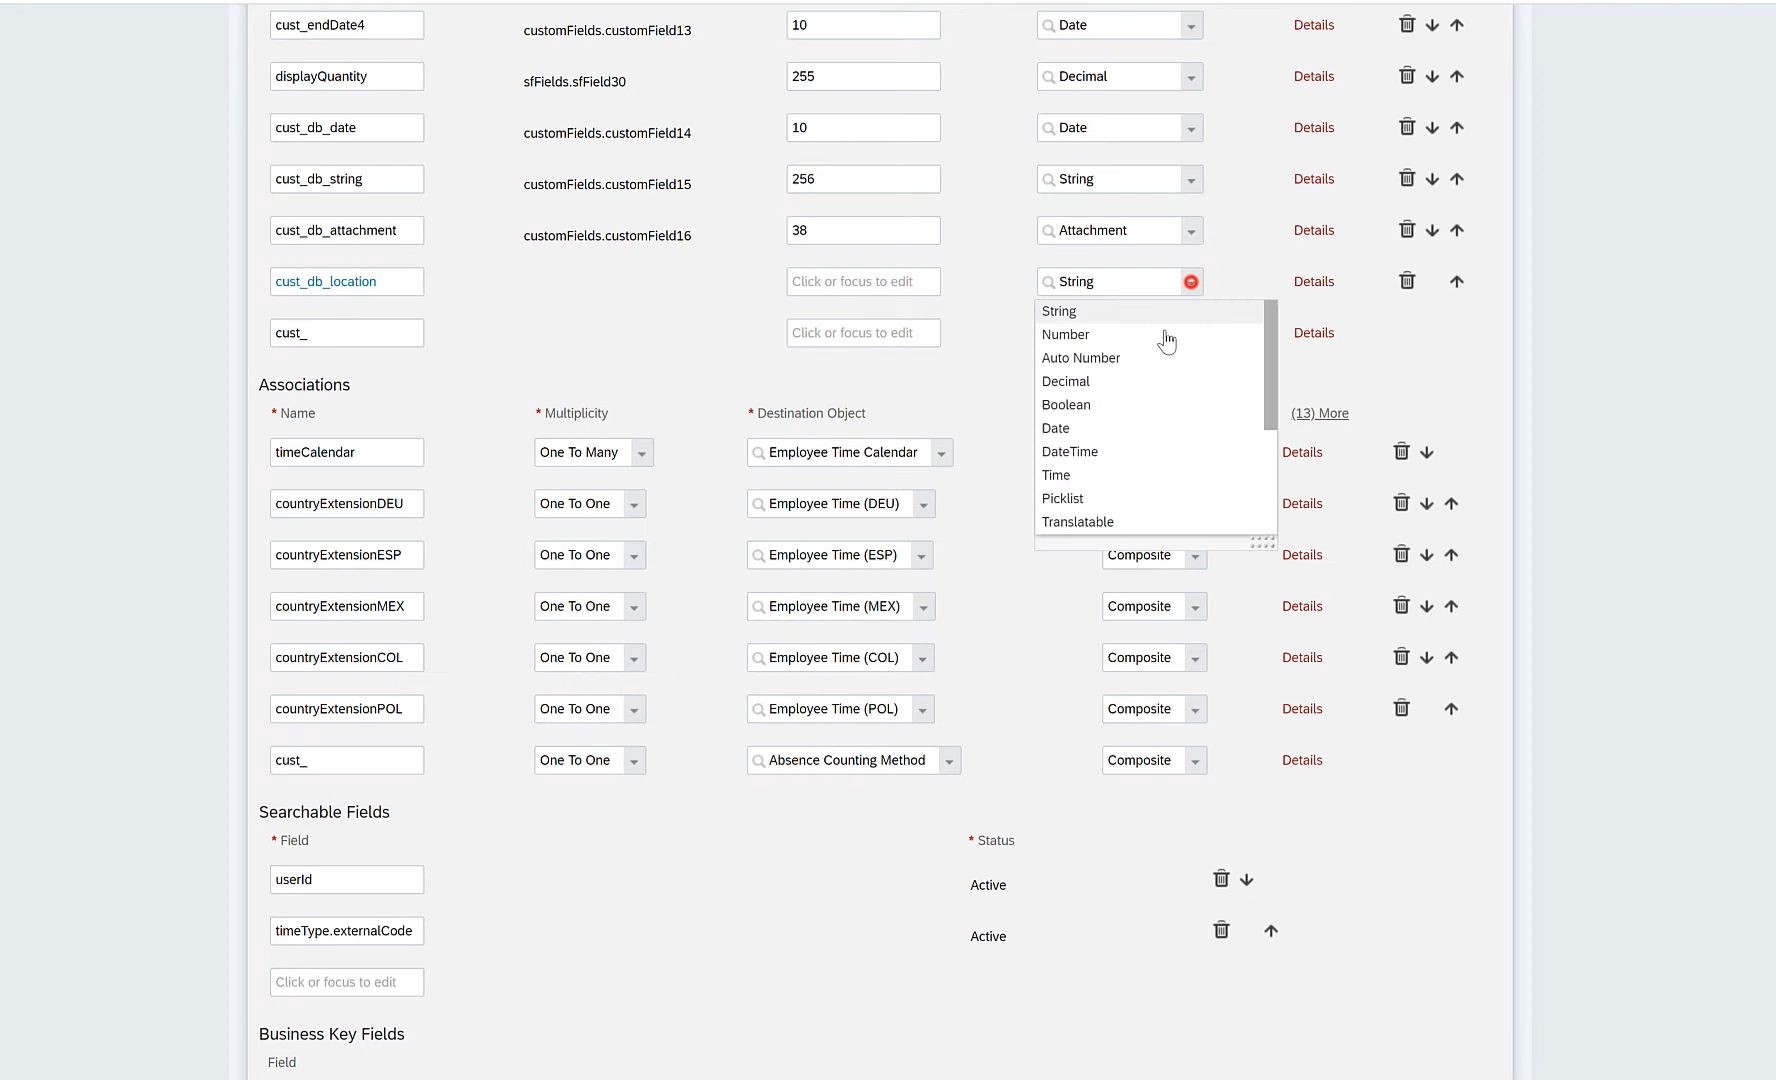 cust_endDate4 customFields.customField13 10 Date Details
displayQuantity sfFields.sfField30 255 Decimal Details
cust_db_date customFields.customField14 10 Date Details
cust_db_string customFields.customField15 256 String Details
cust_db_attachment customFields.customField16 38 Attachment Details
cust_db_location Click or focus to edit String Details
String
cust_ Click or focus to edit Number Details
Auto Number
Associations Decimal
* Name * Multiplicity * Destination Object Boolean (13) More
Date
timeCalendar One To Many Employee Time Calendar DateTime Details
Time
countryExtensionDEU One To One Employee Time (DEU) Picklist Details
Translatable
countryExtensionESP One To One Employee Time (ESP) Composite Details
countryExtensionMEX One To One Employee Time (MEX) Composite Details
countryExtensionCOL One To One Employee Time (COL) Composite Details
countryExtensionPOL One To One Employee Time (POL) Composite Details
cust_ One To One Absence Counting Method Composite Details
Searchable Fields
* Field * Status
userId Active
timeType.externalCode Active
Click or focus to edit
Business Key Fields
Field